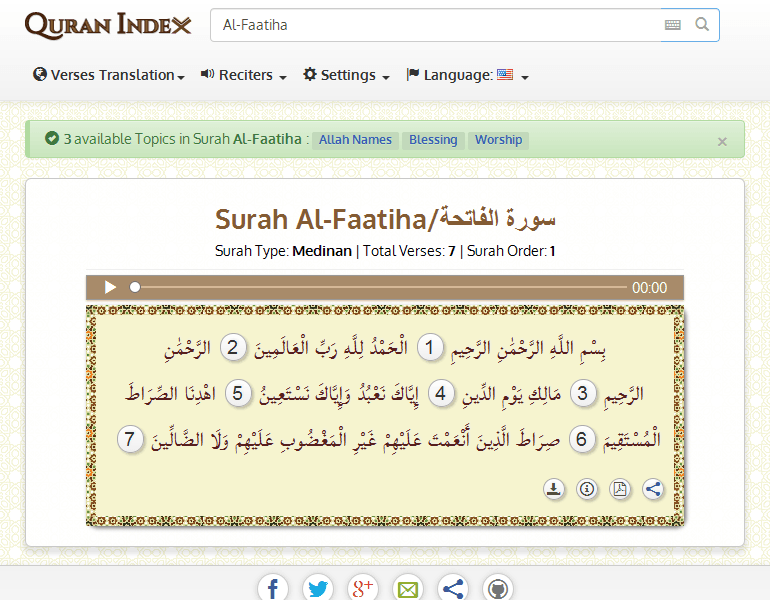 QURAN INDEX
Al-Faatiha
Verses Translation Reciters Settings Language:
3 available Topics in Surah Al-Faatiha : Allah Names Blessing Worship ×
Surah Al-Faatiha/سورة الفاتحة
Surah Type: Medinan | Total Verses: 7 | Surah Order: 1
00:00
بِسْمِ اللَّهِ الرَّحْمَٰنِ الرَّحِيمِ 1 الْحَمْدُ لِلَّهِ رَبِّ الْعَالَمِينَ 2 الرَّحْمَٰنِ
الرَّحِيمِ 3 مَالِكِ يَوْمِ الدِّينِ 4 إِيَّاكَ نَعْبُدُ وَإِيَّاكَ نَسْتَعِينُ 5 اهْدِنَا الصِّرَاطَ
الْمُسْتَقِيمَ 6 صِرَاطَ الَّذِينَ أَنْعَمْتَ عَلَيْهِمْ غَيْرِ الْمَغْضُوبِ عَلَيْهِمْ وَلَا الضَّالِّينَ 7
f g+